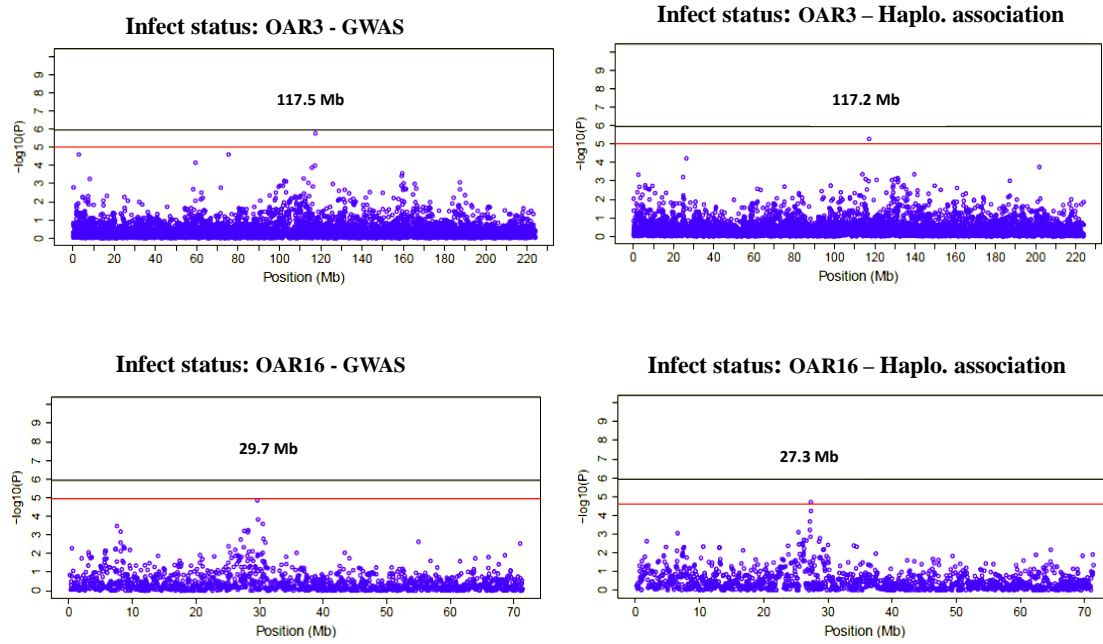 Infect status: OAR3 - GWAS
117.5 Mb
−log10(P)
0 1 2 3 4 5 6 7 8 9
0 20 40 60 80 100 120 140 160 180 200 220
Position (Mb)
Infect status: OAR3 – Haplo. association
117.2 Mb
−log10(P)
0 1 2 3 4 5 6 7 8 9
0 20 40 60 80 100 120 140 160 180 200 220
Position (Mb)
Infect status: OAR16 - GWAS
29.7 Mb
−log10(P)
0 1 2 3 4 5 6 7 8 9
0 10 20 30 40 50 60 70
Position (Mb)
Infect status: OAR16 – Haplo. association
27.3 Mb
−log10(P)
0 1 2 3 4 5 6 7 8 9
0 10 20 30 40 50 60 70
Position (Mb)